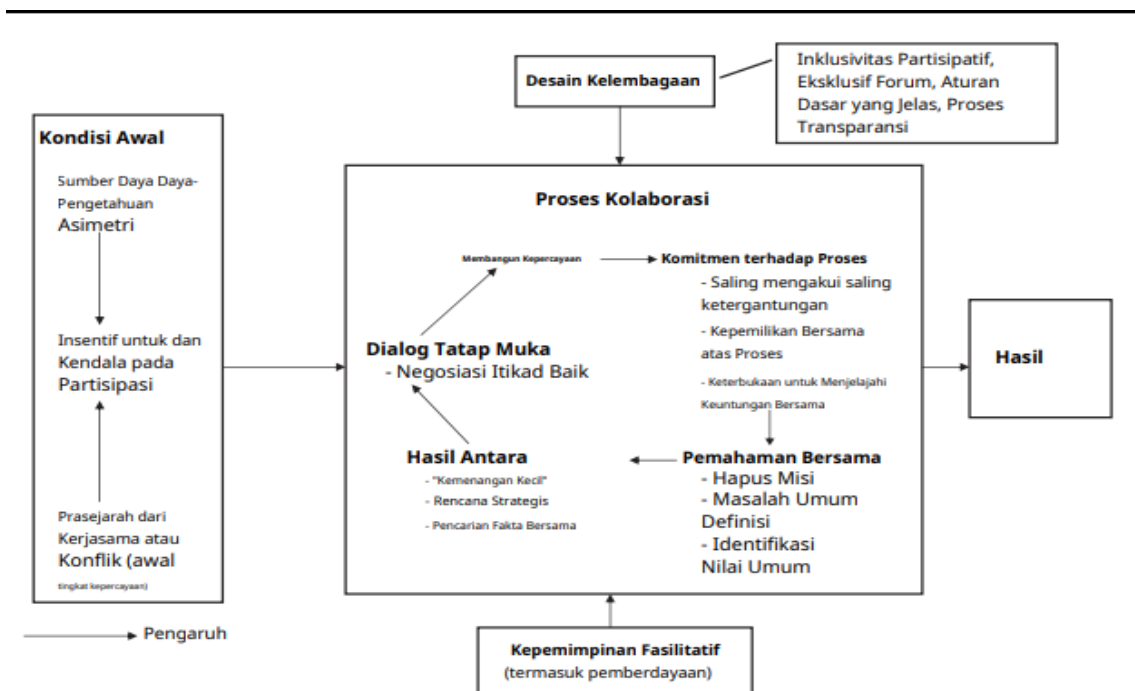 Desain Kelembagaan
Inklusivitas Partisipatif,
Eksklusif Forum, Aturan
Dasar yang Jelas, Proses
Transparansi
Kondisi Awal
Sumber Daya Daya-
Pengetahuan
Asimetri
Insentif untuk dan
Kendala pada
Partisipasi
Prasejarah dari
Kerjasama atau
Konflik (awal
tingkat kepercayaan)
Proses Kolaborasi
Membangun Kepercayaan
Komitmen terhadap Proses
- Saling mengakui saling
ketergantungan
- Kepemilikan Bersama
atas Proses
- Keterbukaan untuk Menjelajahi
Keuntungan Bersama
Dialog Tatap Muka
- Negosiasi Itikad Baik
Hasil Antara
- "Kemenangan Kecil"
- Rencana Strategis
- Pencarian Fakta Bersama
Pemahaman Bersama
- Hapus Misi
- Masalah Umum
Definisi
- Identifikasi
Nilai Umum
Hasil
Pengaruh
Kepemimpinan Fasilitatif
(termasuk pemberdayaan)